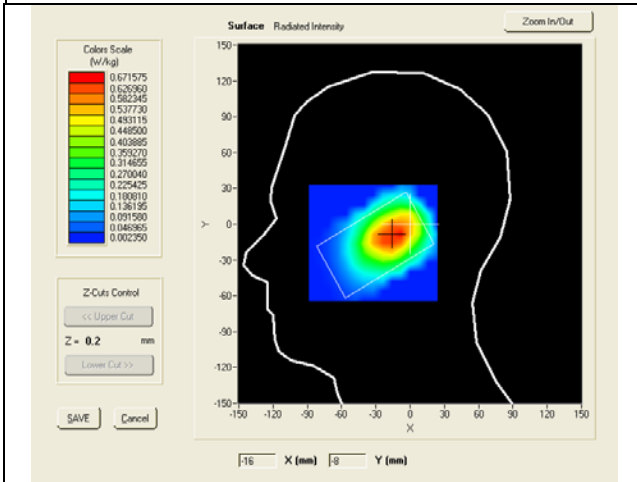 Surface Radiated Intensity
Zoom In/Out
Colors Scale
(W/kg)
0.671575
0.626960
0.582345
0.537730
0.493115
0.448500
0.403885
0.359270
0.314655
0.270040
0.225425
0.180810
0.136195
0.091580
0.046965
0.002350
150
120
90
60
30
0
-30
-60
-90
-120
-150
Y
-150 -120 -90 -60 -30 0 30 60 90 120 150
X
Z-Cuts Control
<< Upper Cut
Z = 0.2 mm
Lower Cut >>
SAVE Cancel
-16 X (mm) -8 Y (mm)